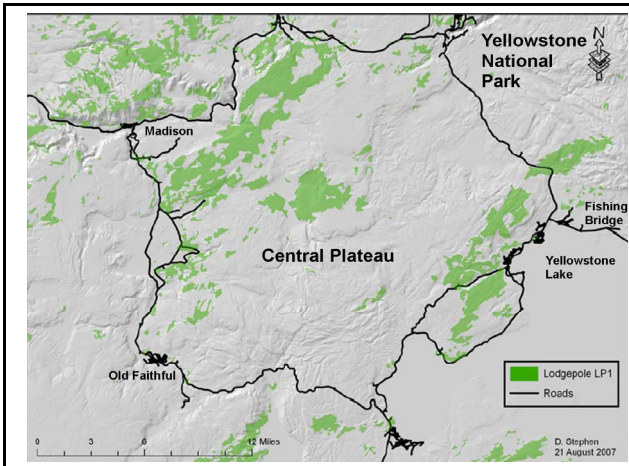 Yellowstone
National
Park
N
Madison
Fishing
Bridge
Central Plateau
Yellowstone
Lake
Old Faithful
Lodgepole LP1
Roads
0 3 6 12 Miles
D. Stephen
21 August 2007